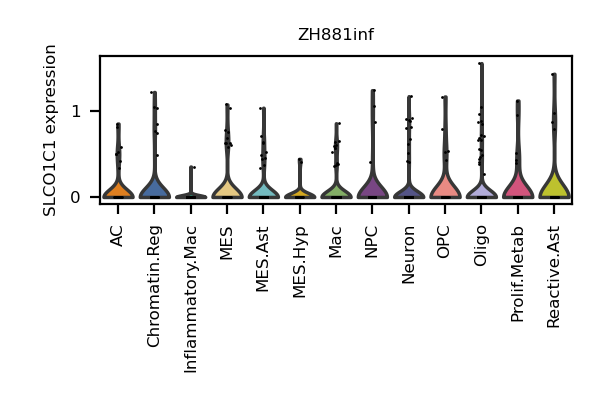 ZH881inf
SLCO1C1 expression
1
0
AC
Chromatin.Reg
Inflammatory.Mac
MES
MES.Ast
MES.Hyp
Mac
NPC
Neuron
OPC
Oligo
Prolif.Metab
Reactive.Ast